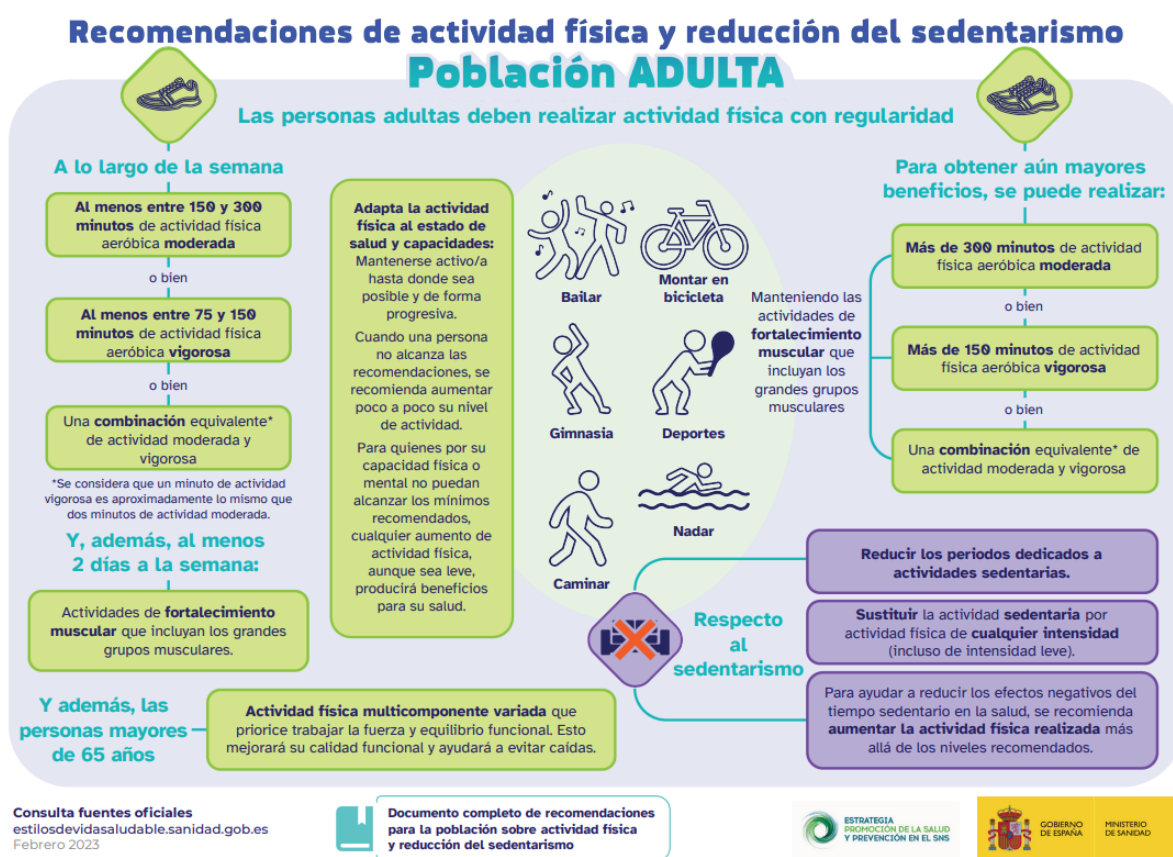 Recomendaciones de actividad física y reducción del sedentarismo
Población ADULTA
Las personas adultas deben realizar actividad física con regularidad
A lo largo de la semana
Al menos entre 150 y 300
minutos de actividad física
aeróbica moderada
o bien
Al menos entre 75 y 150
minutos de actividad física
aeróbica vigorosa
o bien
Una combinación equivalente*
de actividad moderada y
vigorosa
*Se considera que un minuto de actividad
vigorosa es aproximadamente lo mismo que
dos minutos de actividad moderada.
Y, además, al menos
2 días a la semana:
Actividades de fortalecimiento
muscular que incluyan los grandes
grupos musculares.
Adapta la actividad
física al estado de
salud y capacidades:
Mantenerse activo/a
hasta donde sea
posible y de forma
progresiva.
Cuando una persona
no alcanza las
recomendaciones, se
recomienda aumentar
poco a poco su nivel
de actividad.
Para quienes por su
capacidad física o
mental no puedan
alcanzar los mínimos
recomendados,
cualquier aumento de
actividad física,
aunque sea leve,
producirá beneficios
para su salud.
Bailar
Montar en
bicicleta
Gimnasia
Deportes
Caminar
Nadar
Para obtener aún mayores
beneficios, se puede realizar:
Manteniendo las
actividades de
fortalecimiento
muscular que
incluyan los
grandes grupos
musculares
Más de 300 minutos de actividad
física aeróbica moderada
o bien
Más de 150 minutos de actividad
física aeróbica vigorosa
o bien
Una combinación equivalente* de
actividad moderada y vigorosa
Respecto
al
sedentarismo
Reducir los periodos dedicados a
actividades sedentarias.
Sustituir la actividad sedentaria por
actividad física de cualquier intensidad
(incluso de intensidad leve).
Para ayudar a reducir los efectos negativos del
tiempo sedentario en la salud, se recomienda
aumentar la actividad física realizada más
allá de los niveles recomendados.
Y además, las
personas mayores
de 65 años
Actividad física multicomponente variada que
priorice trabajar la fuerza y equilibrio funcional. Esto
mejorará su calidad funcional y ayudará a evitar caídas.
Consulta fuentes oficiales
estilosdevidasaludable.sanidad.gob.es
Febrero 2023
Documento completo de recomendaciones
para la población sobre actividad física
y reducción del sedentarismo
ESTRATEGIA
PROMOCIÓN DE LA SALUD
Y PREVENCIÓN EN EL SNS
GOBIERNO
DE ESPAÑA
MINISTERIO
DE SANIDAD